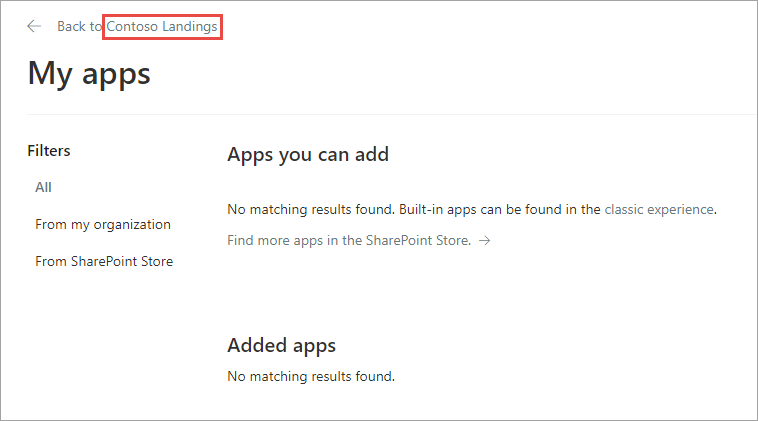 Back to Contoso Landings
My apps
Filters
All
From my organization
From SharePoint Store
Apps you can add
No matching results found. Built-in apps can be found in the classic experience.
Find more apps in the SharePoint Store. →
Added apps
No matching results found.